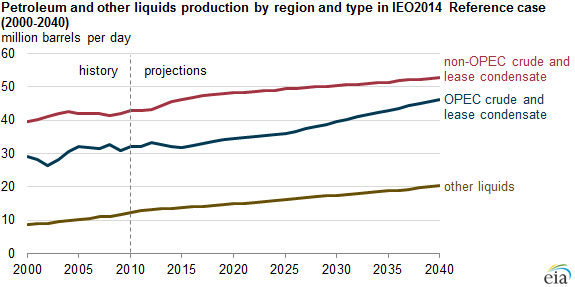 Petroleum and other liquids production by region and type in IEO2014 Reference case
(2000-2040)
million barrels per day
60
50
40
30
20
10
0
history
projections
non-OPEC crude and
lease condensate
OPEC crude and
lease condensate
other liquids
2000 2005 2010 2015 2020 2025 2030 2035 2040
eia